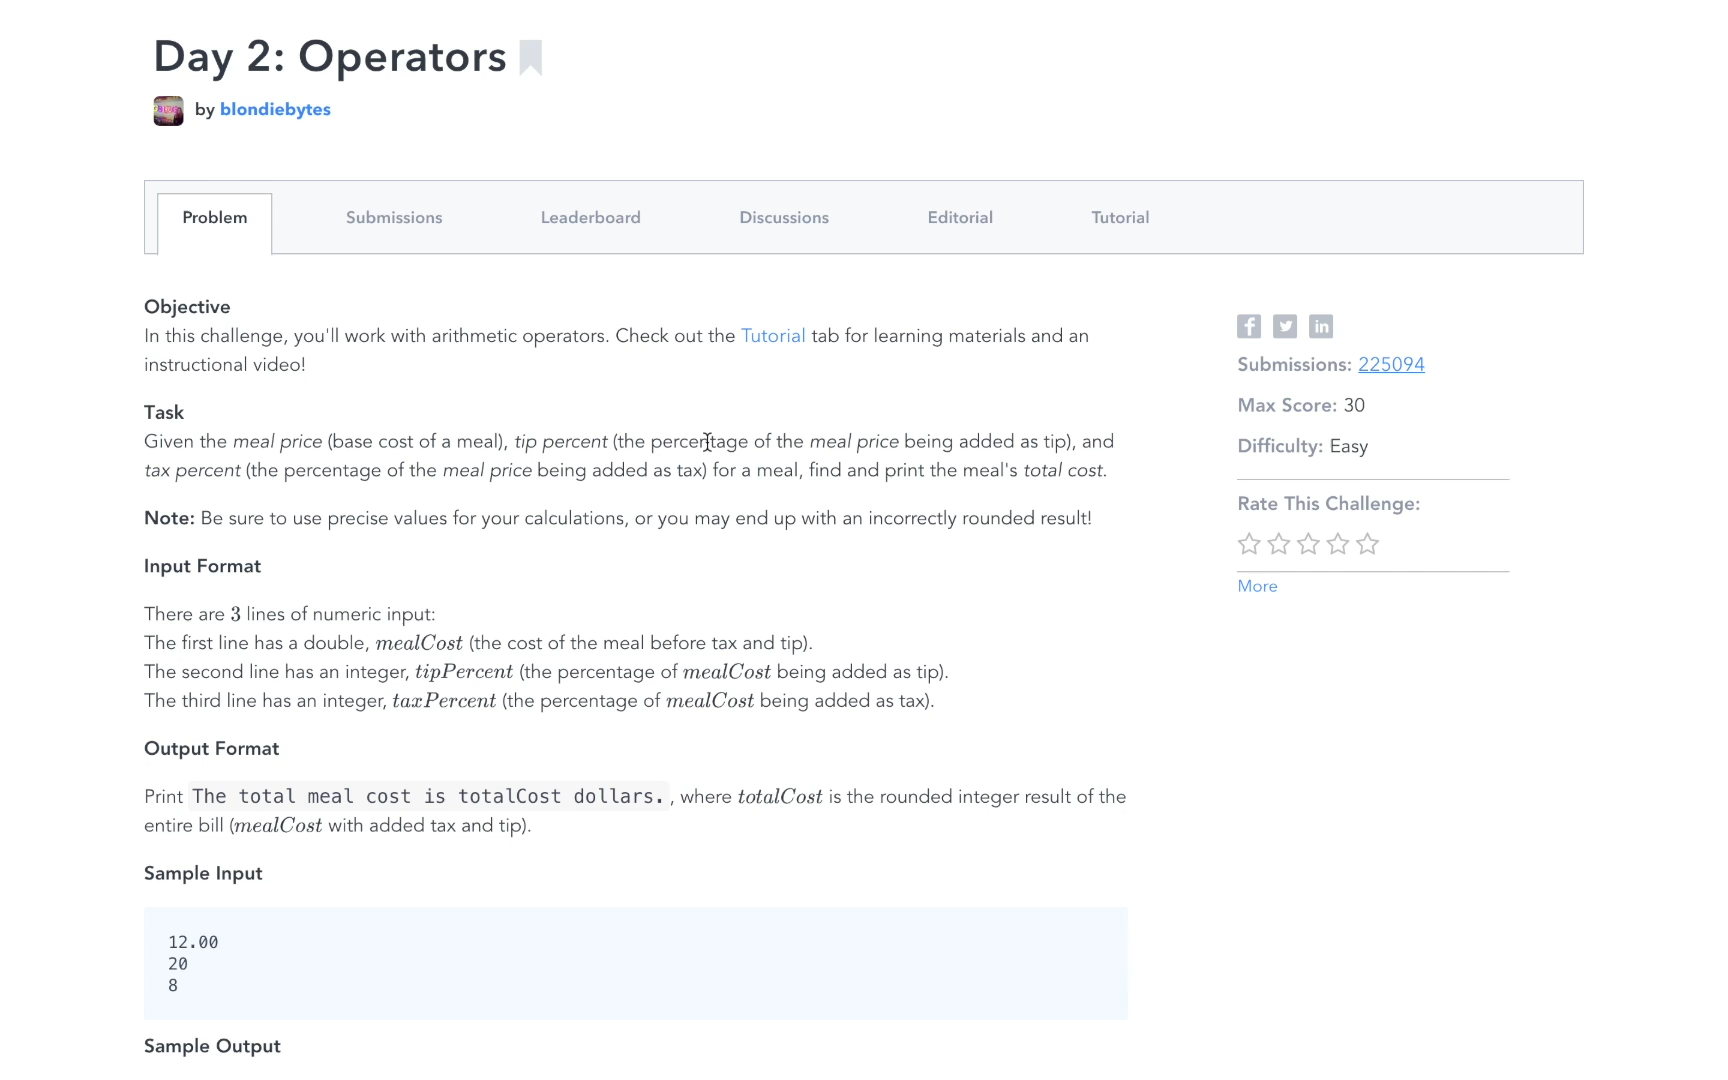 Day 2: Operators
by blondiebytes
Problem Submissions Leaderboard Discussions Editorial Tutorial
Objective
In this challenge, you'll work with arithmetic operators. Check out the Tutorial tab for learning materials and an
instructional video!
Task
Given the meal price (base cost of a meal), tip percent (the percentage of the meal price being added as tip), and
tax percent (the percentage of the meal price being added as tax) for a meal, find and print the meal's total cost.
Note: Be sure to use precise values for your calculations, or you may end up with an incorrectly rounded result!
Input Format
There are 3 lines of numeric input:
The first line has a double, mealCost (the cost of the meal before tax and tip).
The second line has an integer, tipPercent (the percentage of mealCost being added as tip).
The third line has an integer, taxPercent (the percentage of mealCost being added as tax).
Output Format
Print The total meal cost is totalCost dollars. , where totalCost is the rounded integer result of the
entire bill (mealCost with added tax and tip).
Sample Input
12.00
20
8
Sample Output
f in
Submissions: 225094
Max Score: 30
Difficulty: Easy
Rate This Challenge:
More